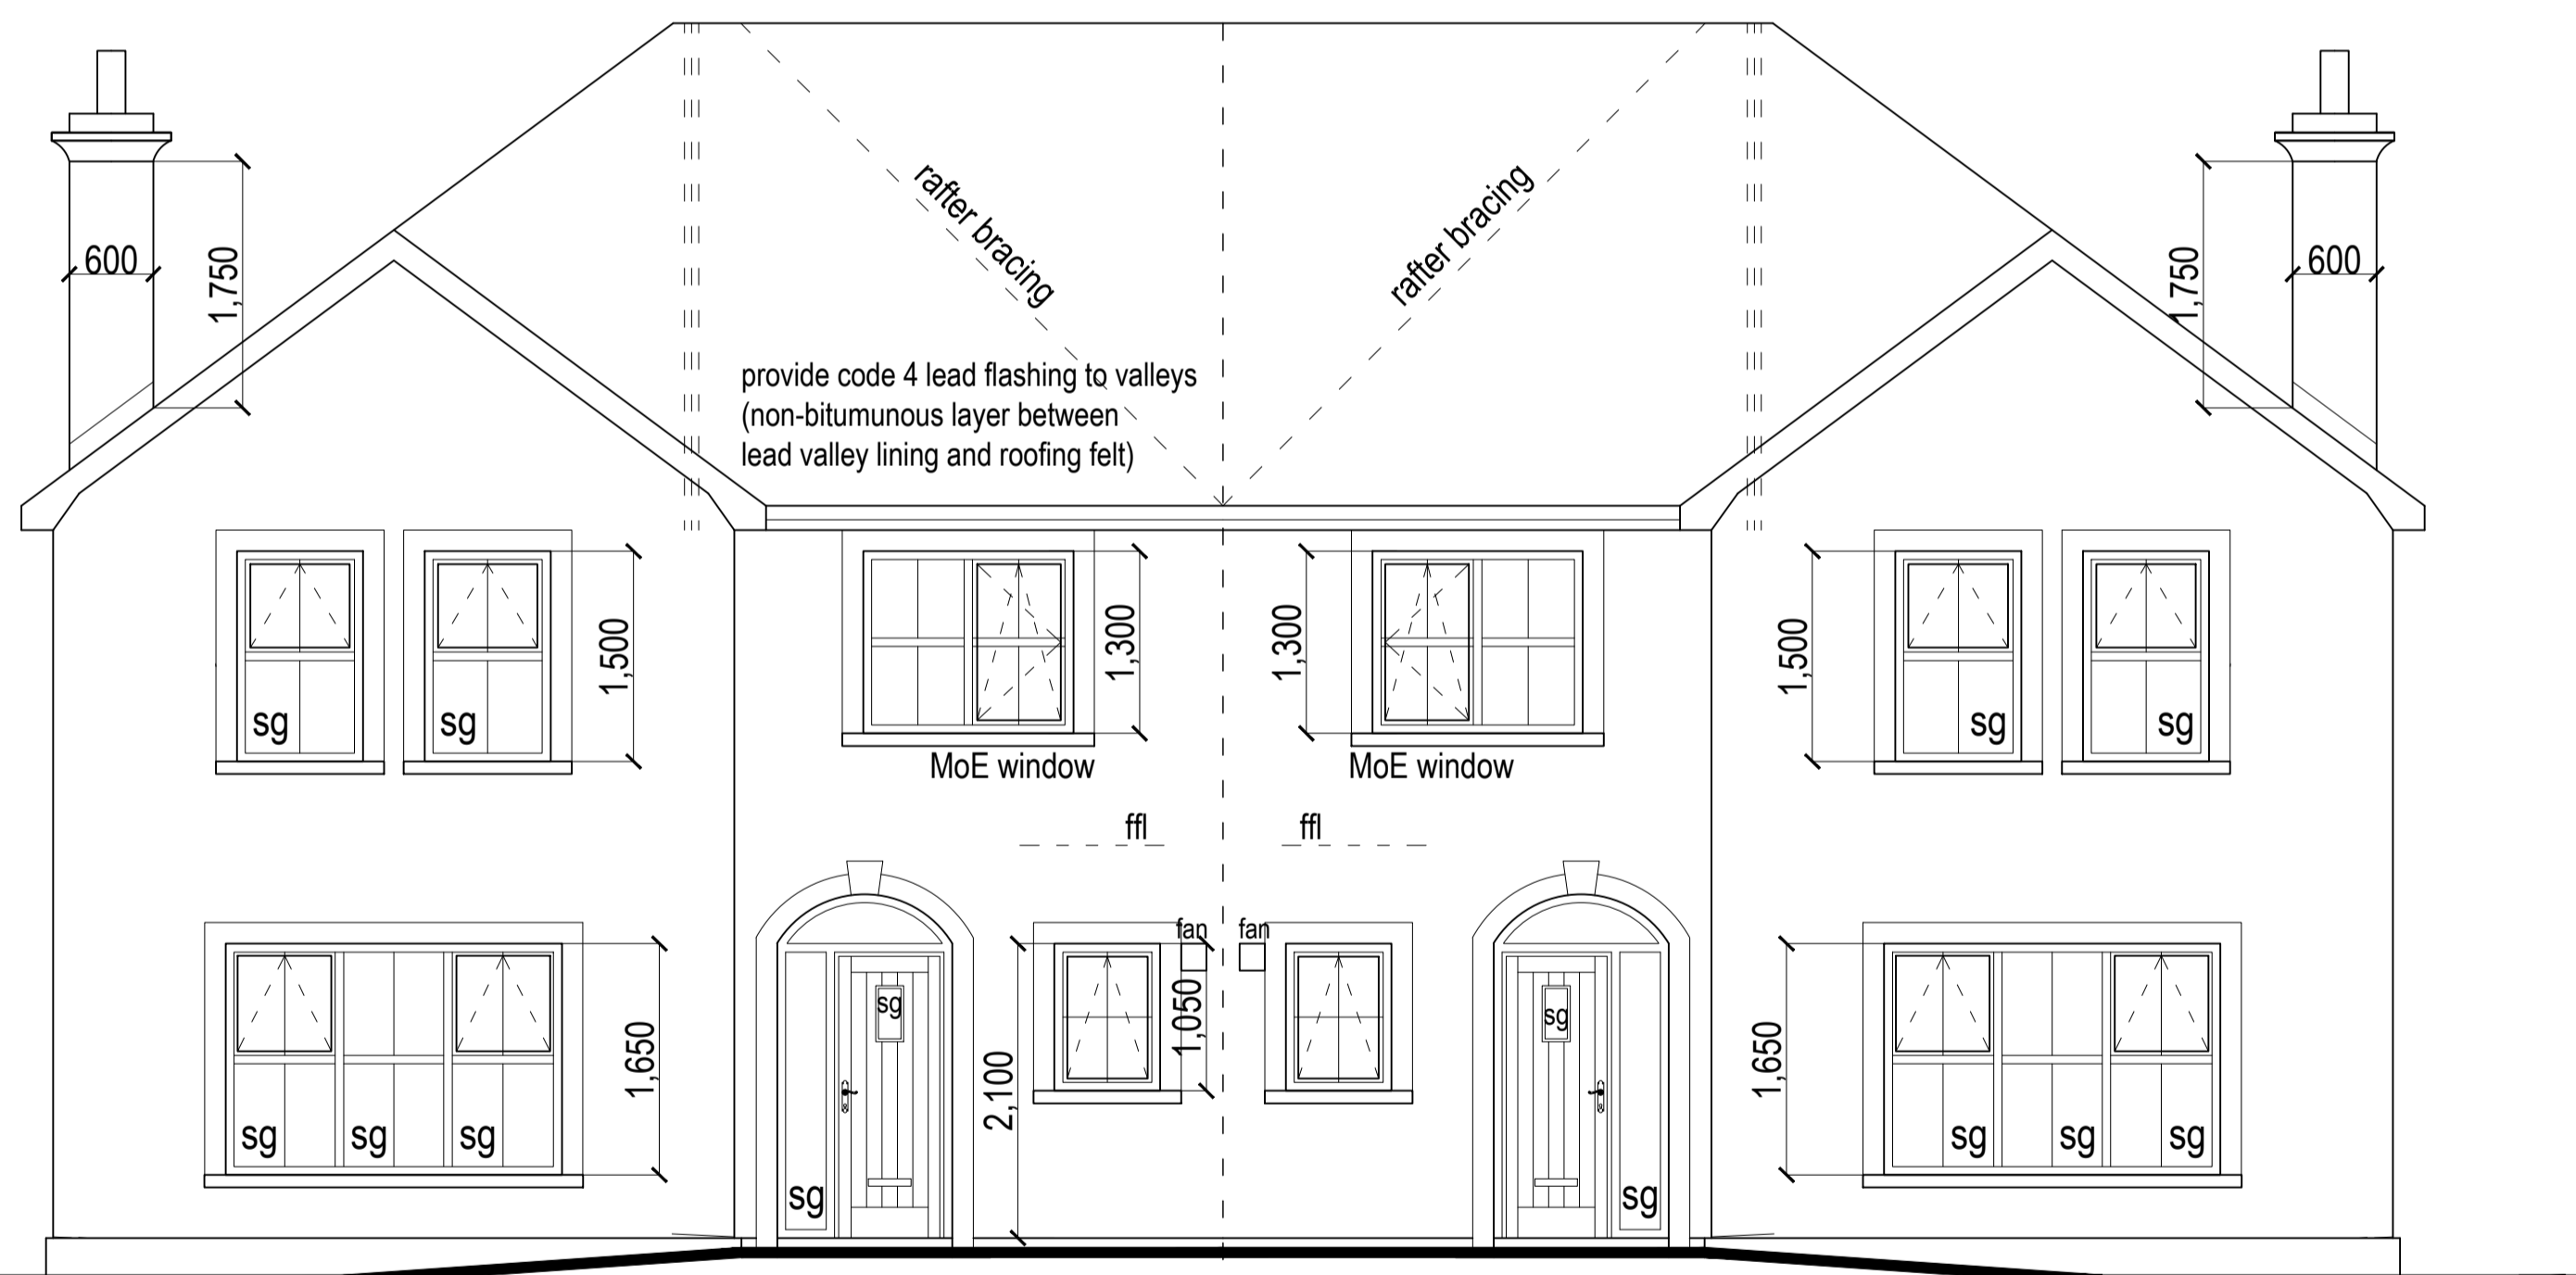 rafter bracing
rafter bracing
600
1,750
1,750
600
provide code 4 lead flashing to valleys
(non-bitumunous layer between
lead valley lining and roofing felt)
1,500
1,300
1,300
1,500
sg
sg
sg
sg
MoE window
MoE window
ffl
ffl
fan
fan
sg
sg
1,650
2,100
1,050
1,650
sg
sg
sg
sg
sg
sg
sg
sg